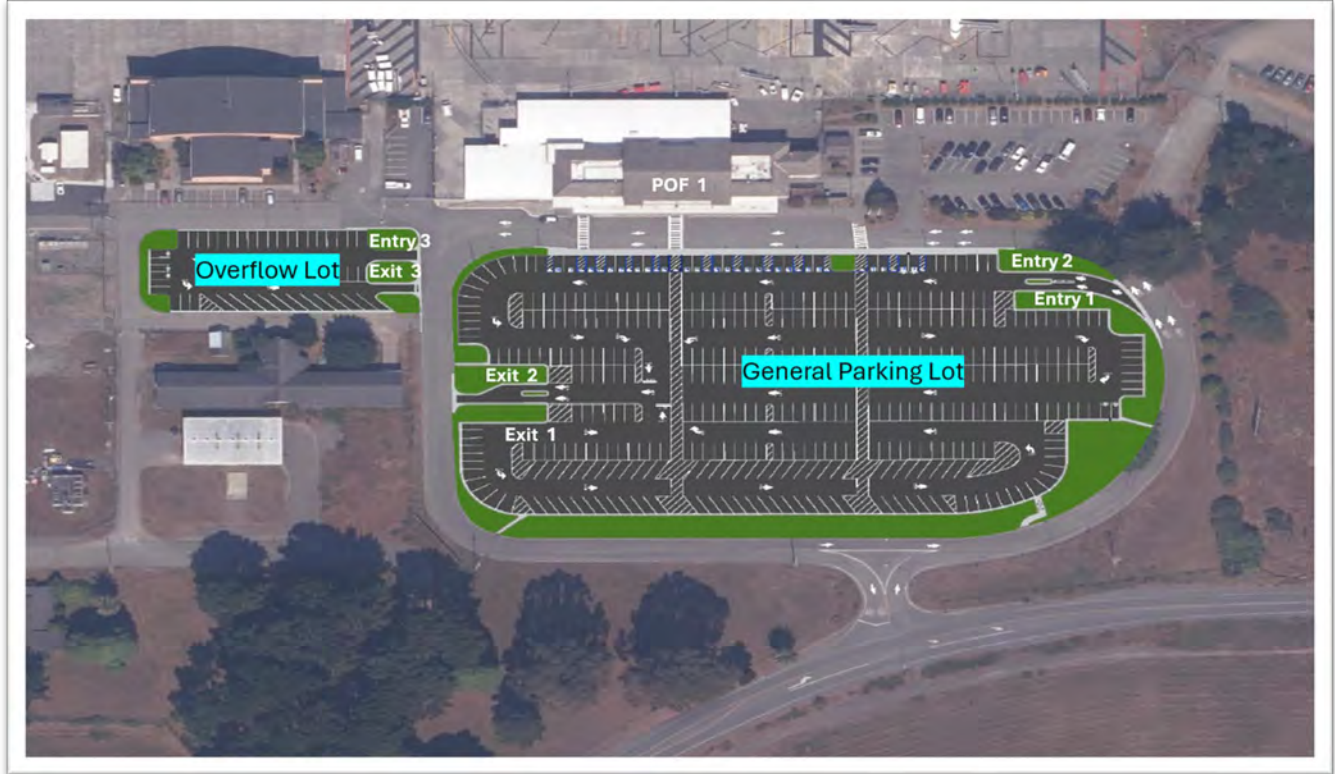 POF 1
Entry 3
Overflow Lot
Exit 3
Entry 2
Entry 1
General Parking Lot
Exit 2
Exit 1